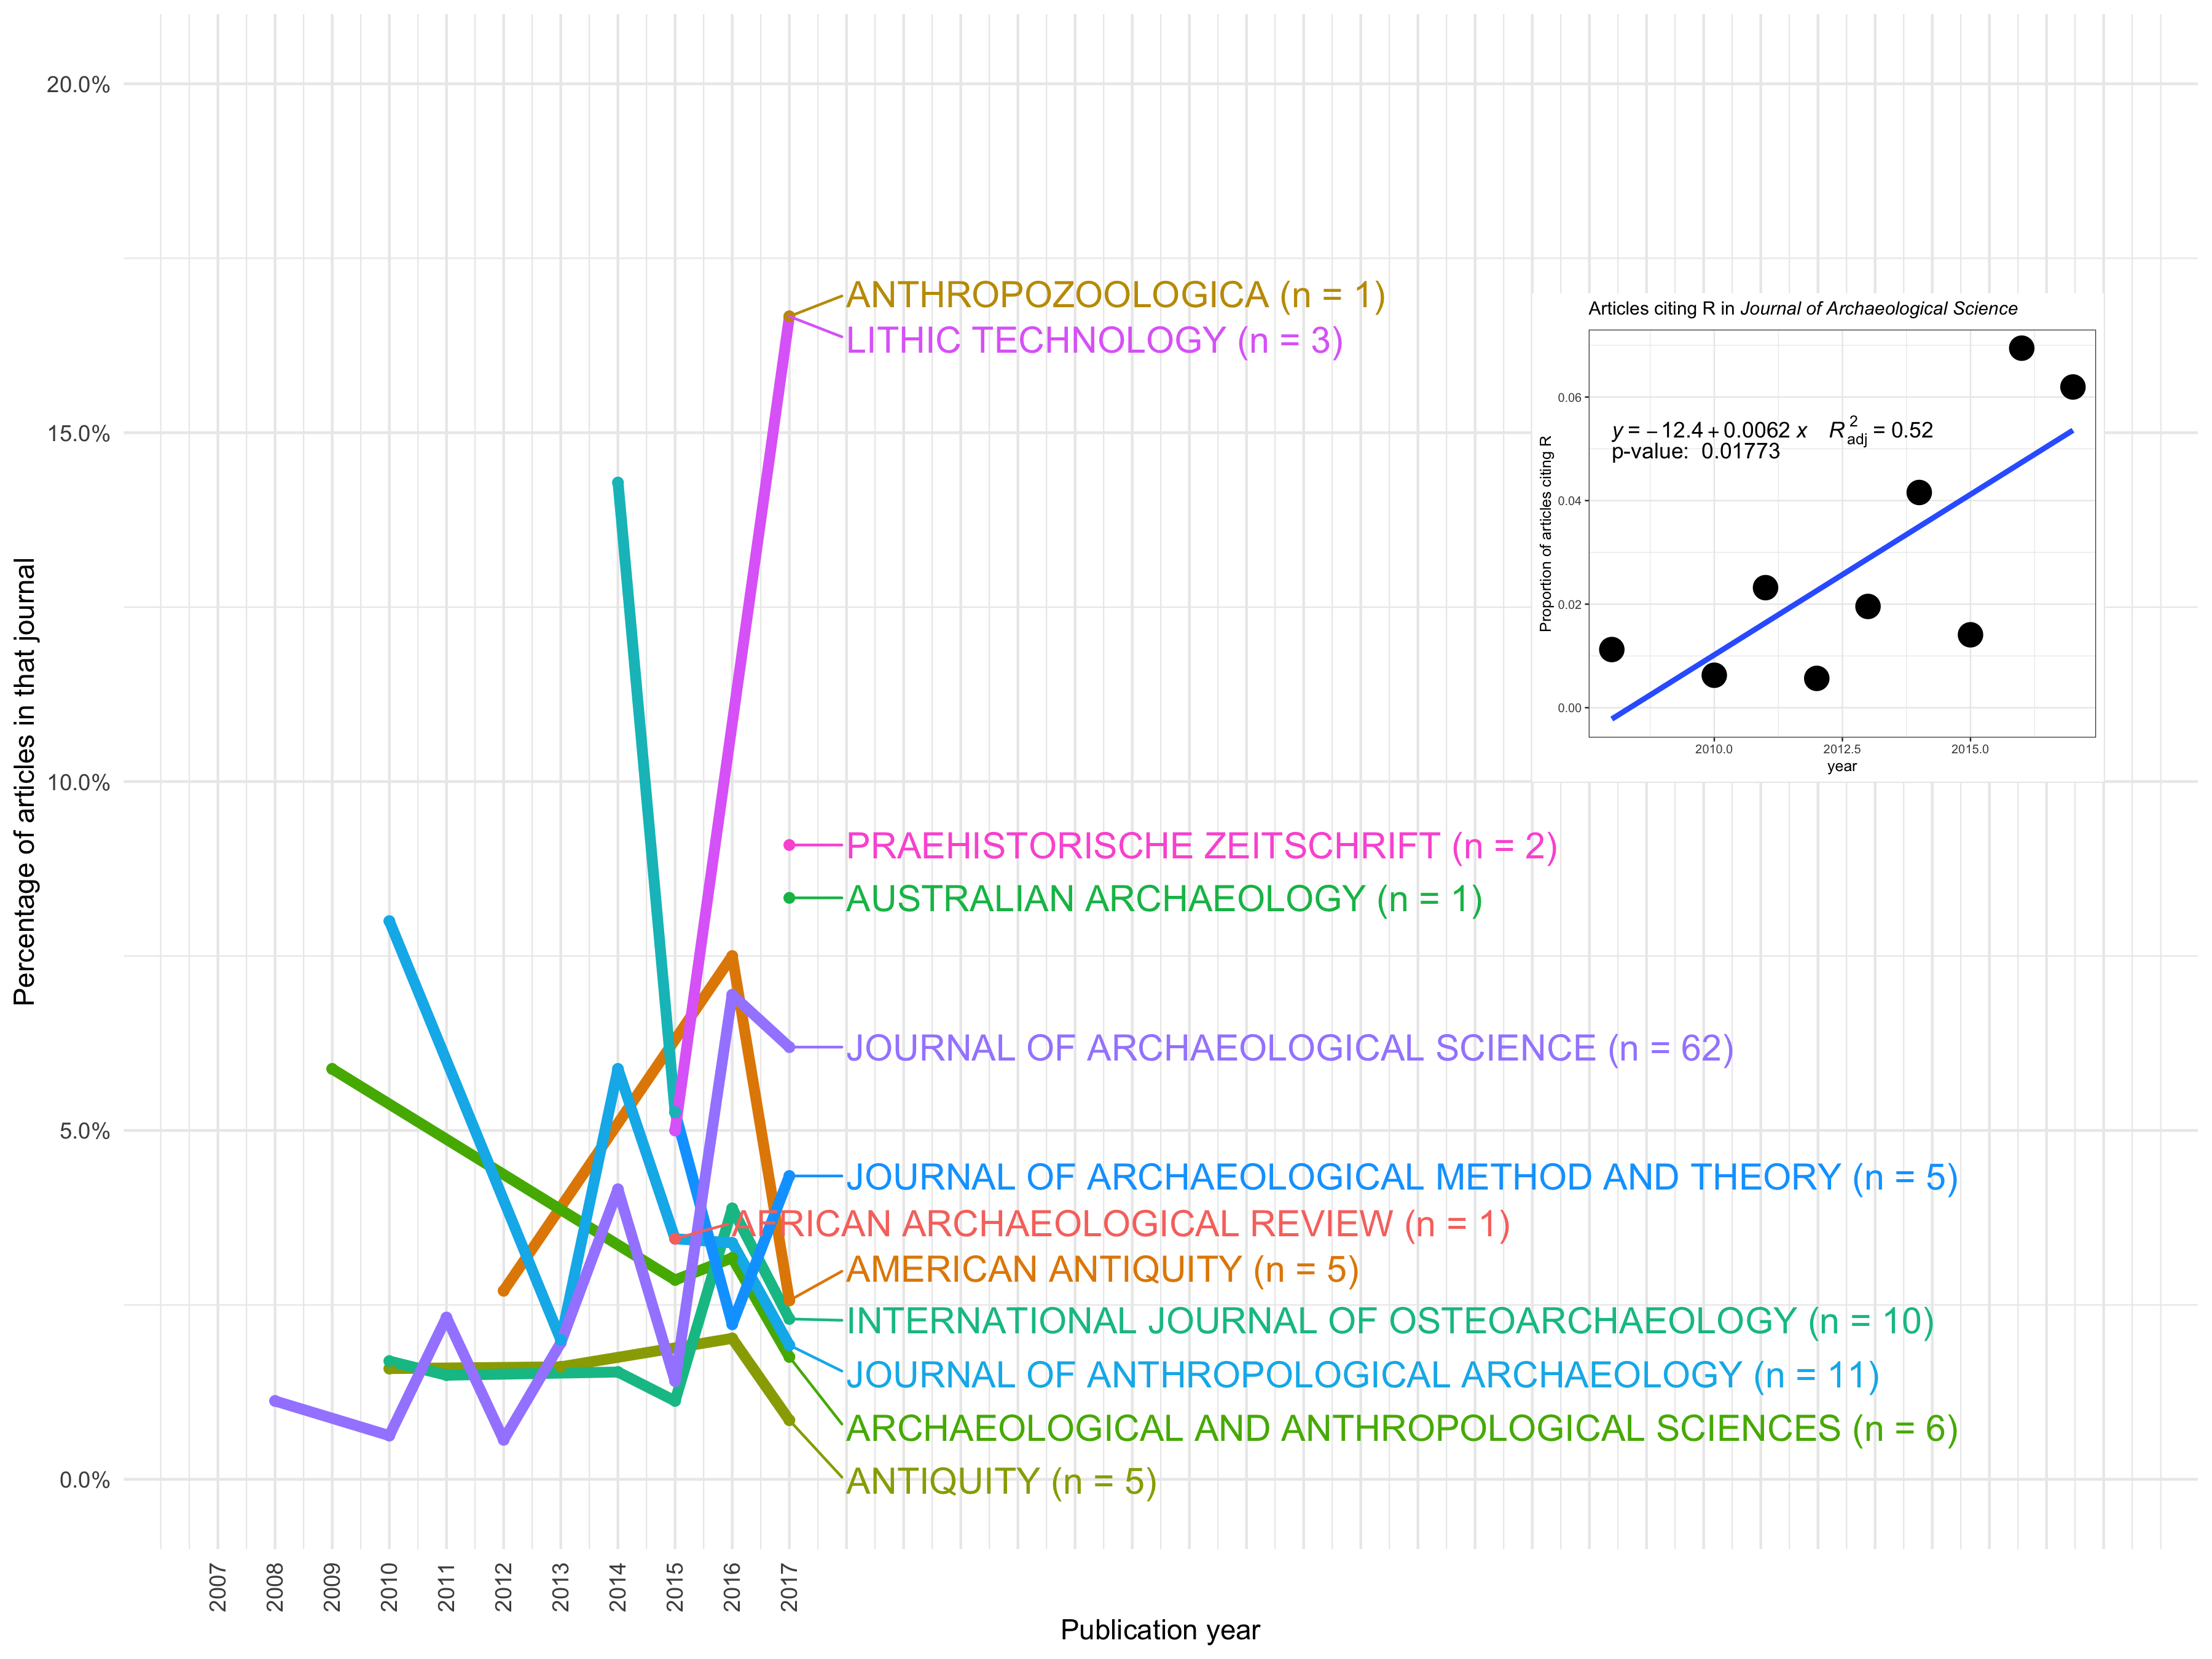 20.0%
15.0%
10.0%
5.0%
0.0%
Percentage of articles in that journal
ANTHROPOZOOLOGICA (n = 1)
LITHIC TECHNOLOGY (n = 3)
PRAEHISTORISCHE ZEITSCHRIFT (n = 2)
AUSTRALIAN ARCHAEOLOGY (n = 1)
JOURNAL OF ARCHAEOLOGICAL SCIENCE (n = 62)
JOURNAL OF ARCHAEOLOGICAL METHOD AND THEORY (n = 5)
AFRICAN ARCHAEOLOGICAL REVIEW (n = 1)
AMERICAN ANTIQUITY (n = 5)
INTERNATIONAL JOURNAL OF OSTEOARCHAEOLOGY (n = 10)
JOURNAL OF ANTHROPOLOGICAL ARCHAEOLOGY (n = 11)
ARCHAEOLOGICAL AND ANTHROPOLOGICAL SCIENCES (n = 6)
ANTIQUITY (n = 5)
Articles citing R in Journal of Archaeological Science
y = −12.4 + 0.0062 x R²adj = 0.52
p-value: 0.01773
0.06
0.04
0.02
0.00
Proportion of articles citing R
2010.0 2012.5 2015.0
year
2007 2008 2009 2010 2011 2012 2013 2014 2015 2016 2017
Publication year